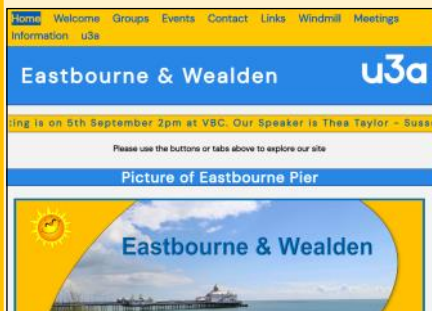 Home Welcome Groups Events Contact Links Windmill Meetings
Information u3a
Eastbourne & Wealden u3a
ting is on 5th September 2pm at VBC. Our Speaker is Thea Taylor - Suss
Please use the buttons or tabs above to explore our site
Picture of Eastbourne Pier
Eastbourne & Wealden